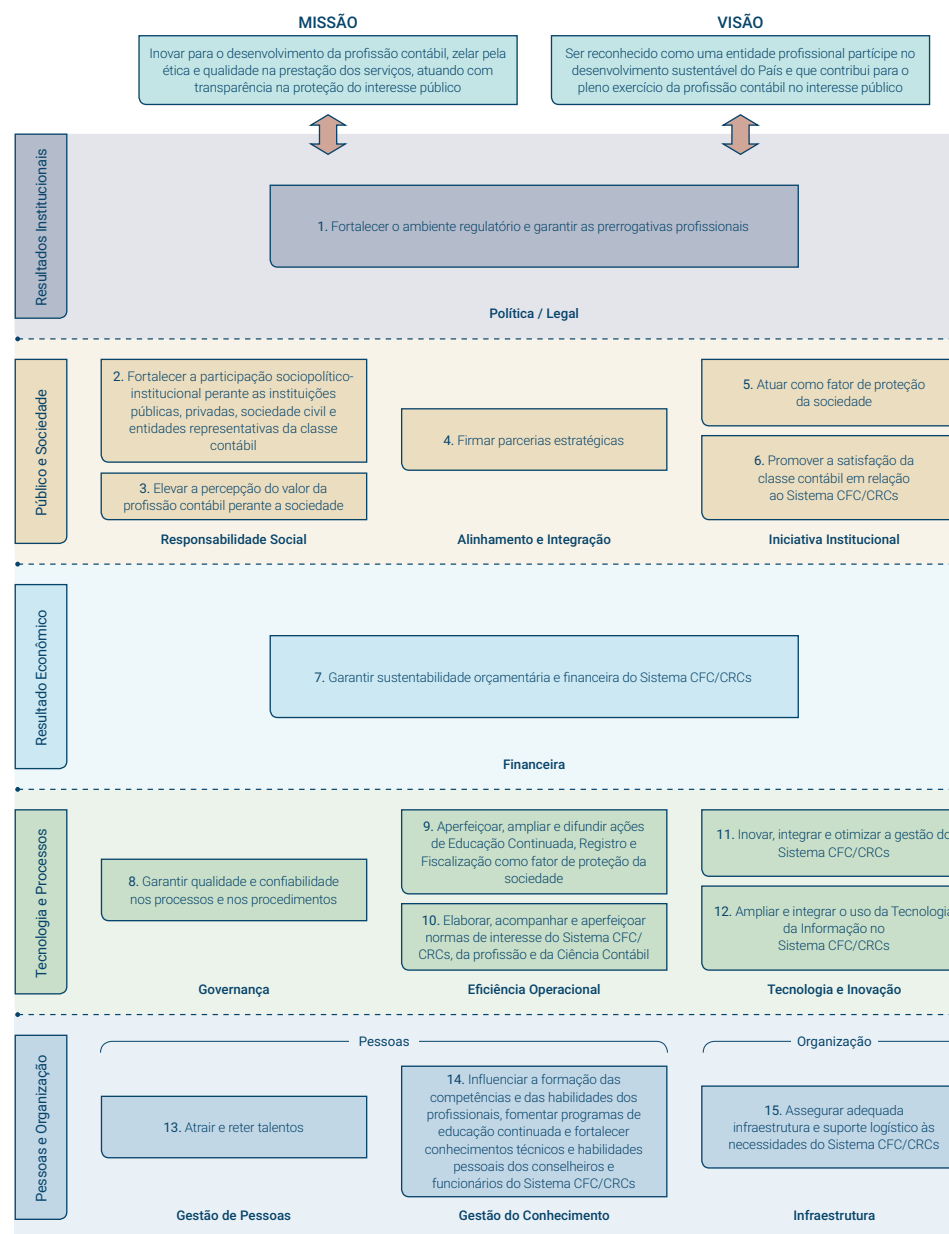 MISSÃO
Inovar para o desenvolvimento da profissão contábil, zelar pela
ética e qualidade na prestação dos serviços, atuando com
transparência na proteção do interesse público
VISÃO
Ser reconhecido como uma entidade profissional partícipe no
desenvolvimento sustentável do País e que contribui para o
pleno exercício da profissão contábil no interesse público
Resultados Institucionais
1. Fortalecer o ambiente regulatório e garantir as prerrogativas profissionais
Política / Legal
Público e Sociedade
2. Fortalecer a participação sociopolítico-
institucional perante as instituições
públicas, privadas, sociedade civil e
entidades representativas da classe
contábil
3. Elevar a percepção do valor da
profissão contábil perante a sociedade
Responsabilidade Social
4. Firmar parcerias estratégicas
Alinhamento e Integração
5. Atuar como fator de proteção
da sociedade
6. Promover a satisfação da
classe contábil em relação
ao Sistema CFC/CRCs
Iniciativa Institucional
Resultado Econômico
7. Garantir sustentabilidade orçamentária e financeira do Sistema CFC/CRCs
Financeira
Tecnologia e Processos
8. Garantir qualidade e confiabilidade
nos processos e nos procedimentos
Governança
9. Aperfeiçoar, ampliar e difundir ações
de Educação Continuada, Registro e
Fiscalização como fator de proteção da
sociedade
10. Elaborar, acompanhar e aperfeiçoar
normas de interesse do Sistema CFC/
CRCs, da profissão e da Ciência Contábil
Eficiência Operacional
11. Inovar, integrar e otimizar a gestão do
Sistema CFC/CRCs
12. Ampliar e integrar o uso da Tecnologia
da Informação no
Sistema CFC/CRCs
Tecnologia e Inovação
Pessoas e Organização
Pessoas
13. Atrair e reter talentos
Gestão de Pessoas
14. Influenciar a formação das
competências e das habilidades dos
profissionais, fomentar programas de
educação continuada e fortalecer
conhecimentos técnicos e habilidades
pessoais dos conselheiros e
funcionários do Sistema CFC/CRCs
Gestão do Conhecimento
Organização
15. Assegurar adequada
infraestrutura e suporte logístico às
necessidades do Sistema CFC/CRCs
Infraestrutura